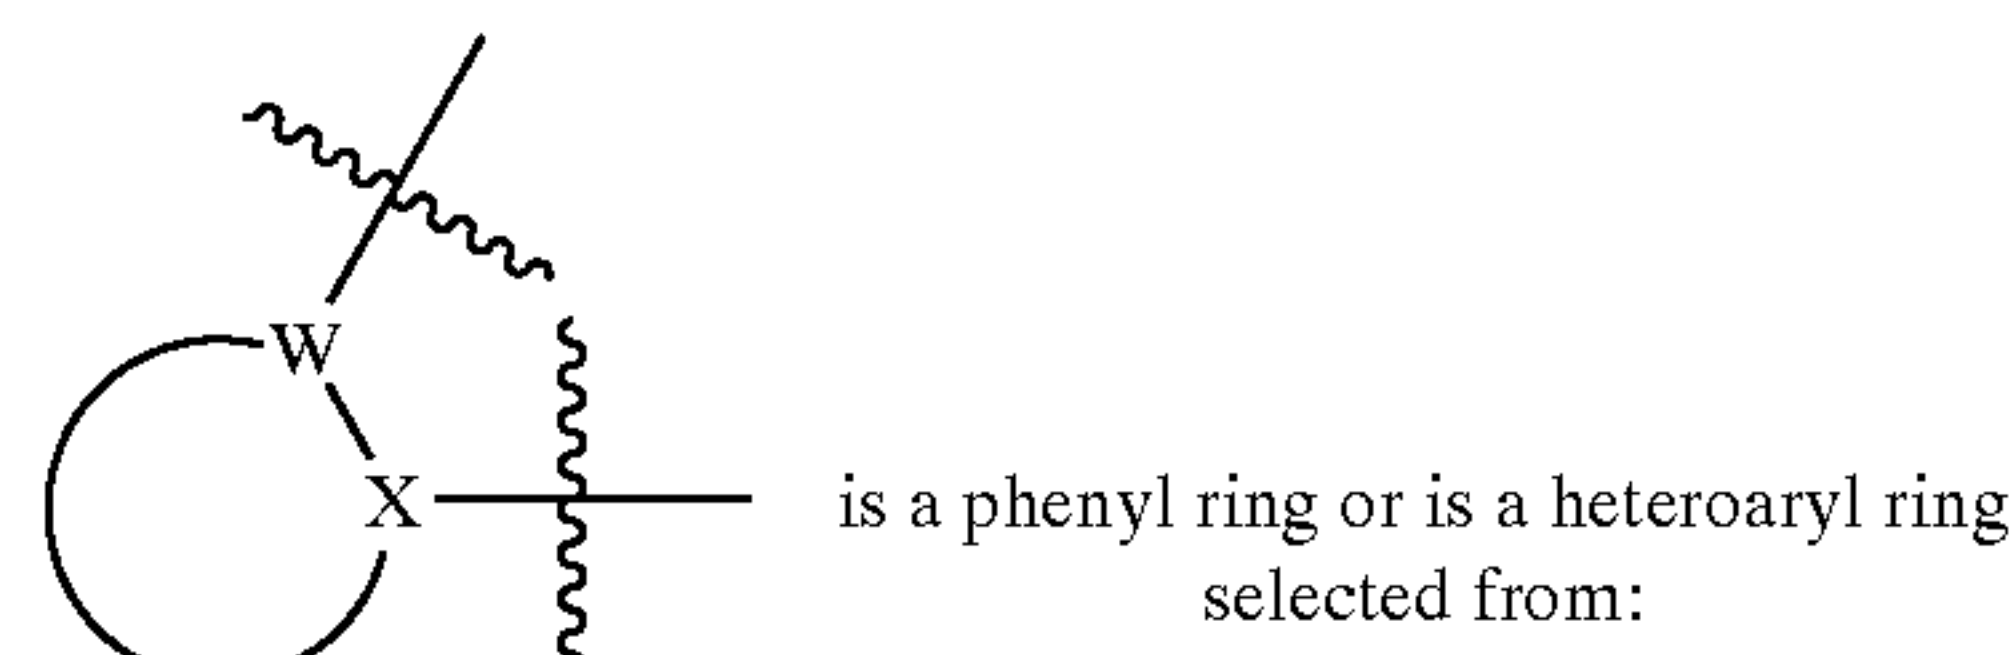 W
X is a phenyl ring or is a heteroaryl ring
selected from: